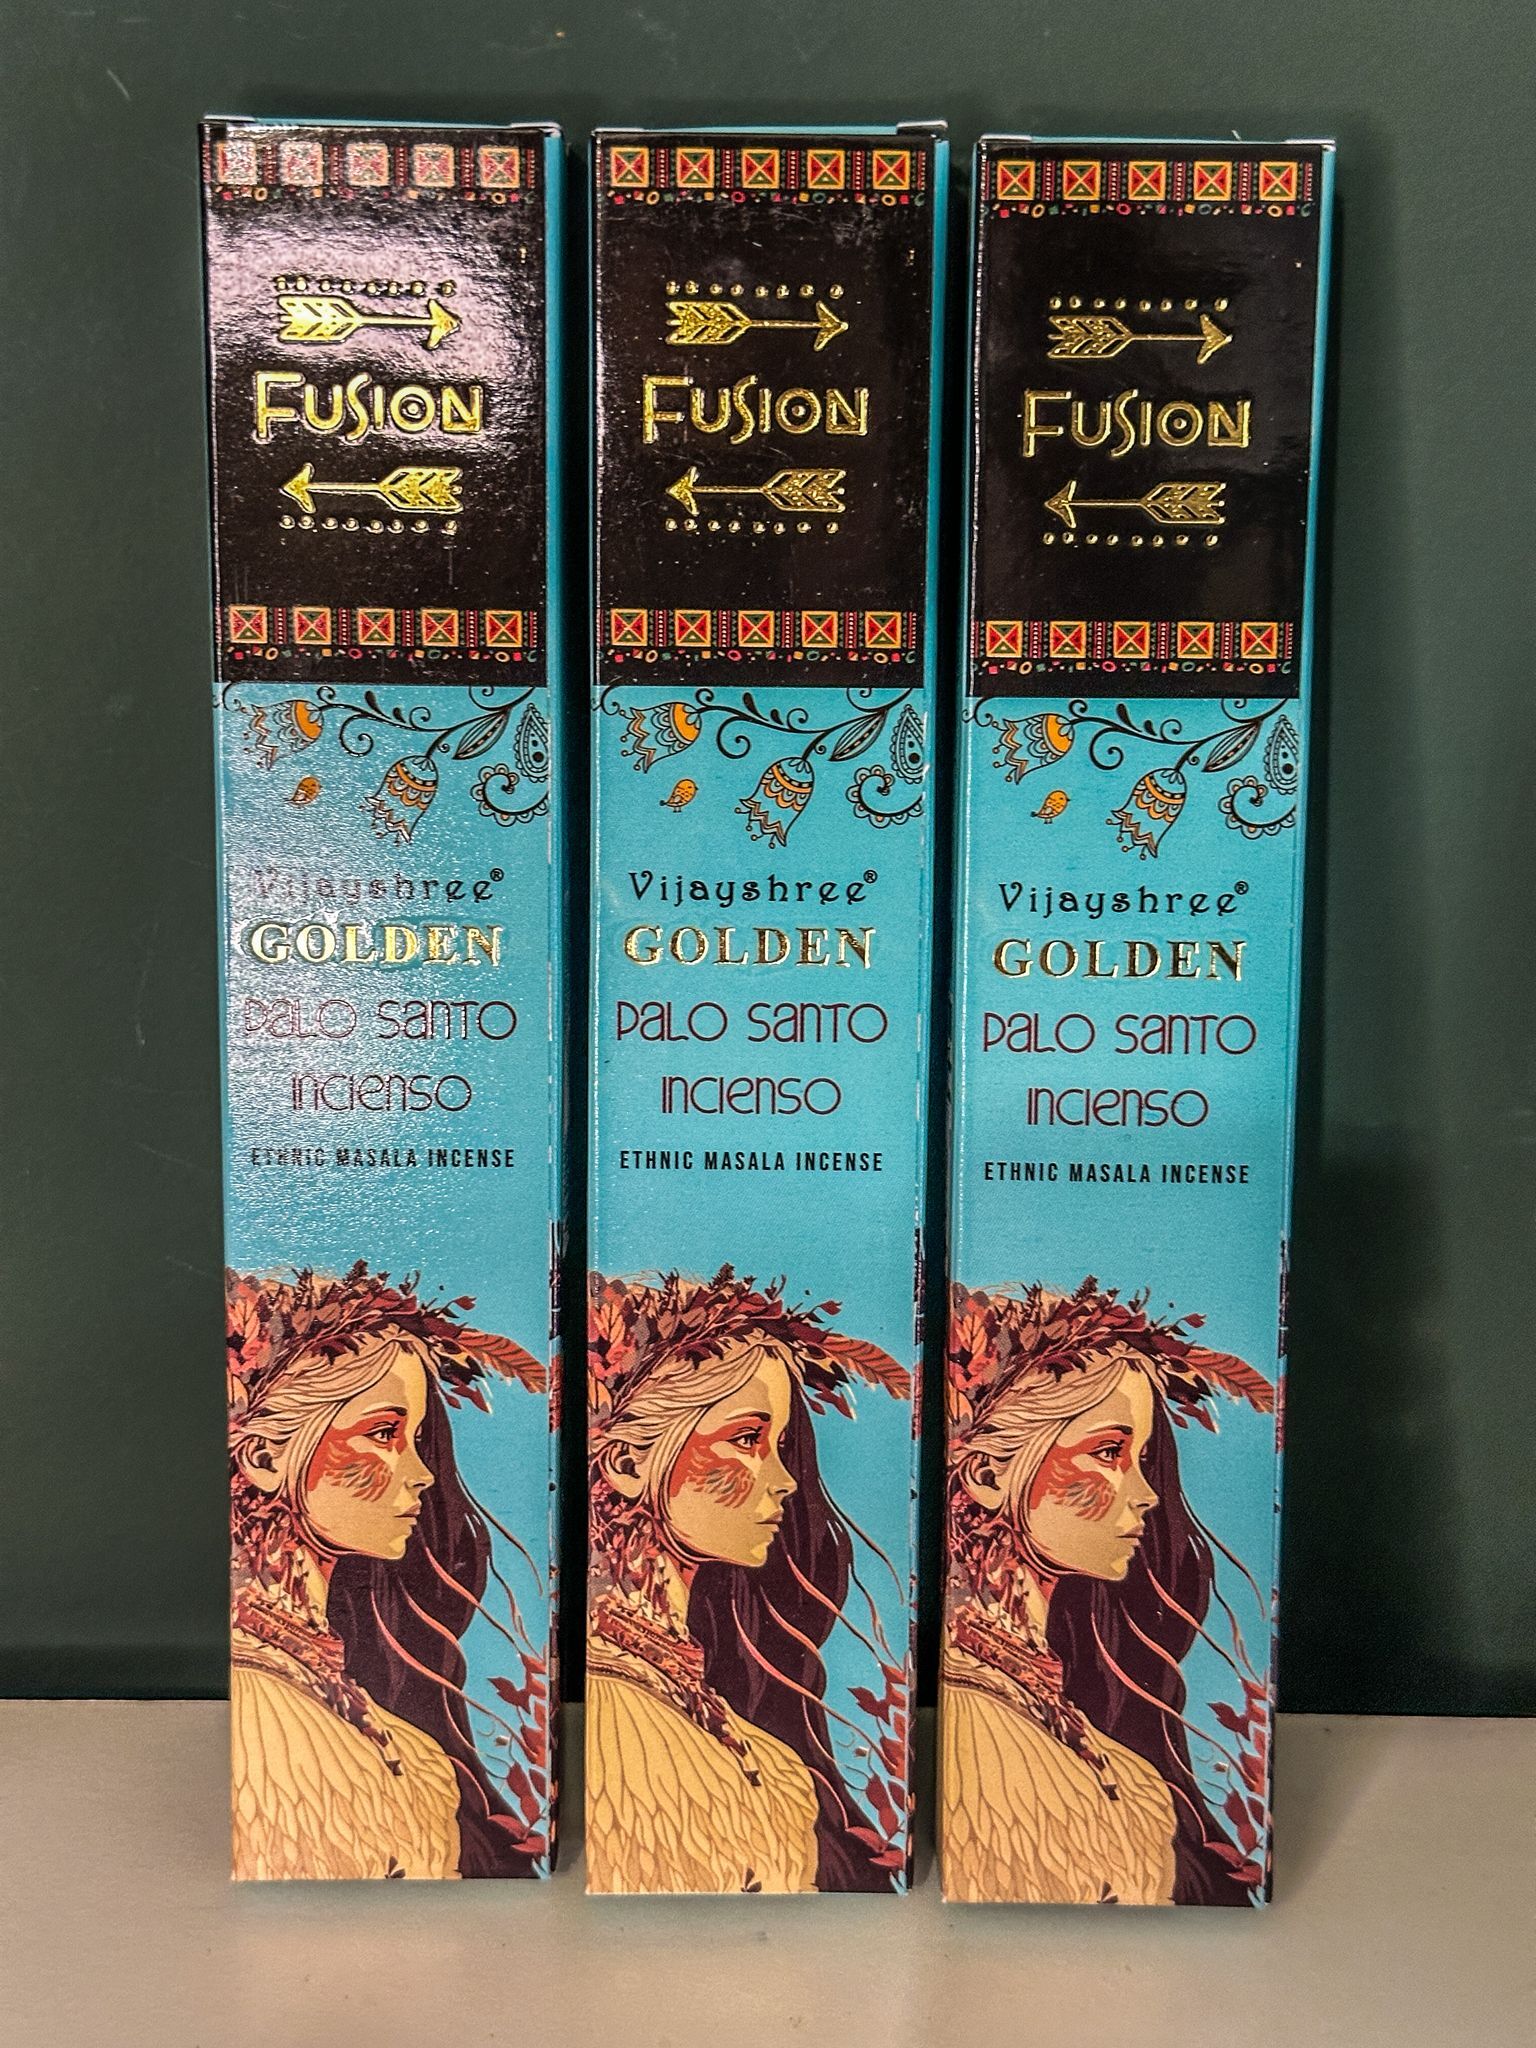 FUSION
Vijayshree®
GOLDEN
PALO SANTO
INCIENSO
ETHNIC MASALA INCENSE
FUSION
Vijayshree®
GOLDEN
PALO SANTO
INCIENSO
ETHNIC MASALA INCENSE
FUSION
Vijayshree®
GOLDEN
PALO SANTO
INCIENSO
ETHNIC MASALA INCENSE